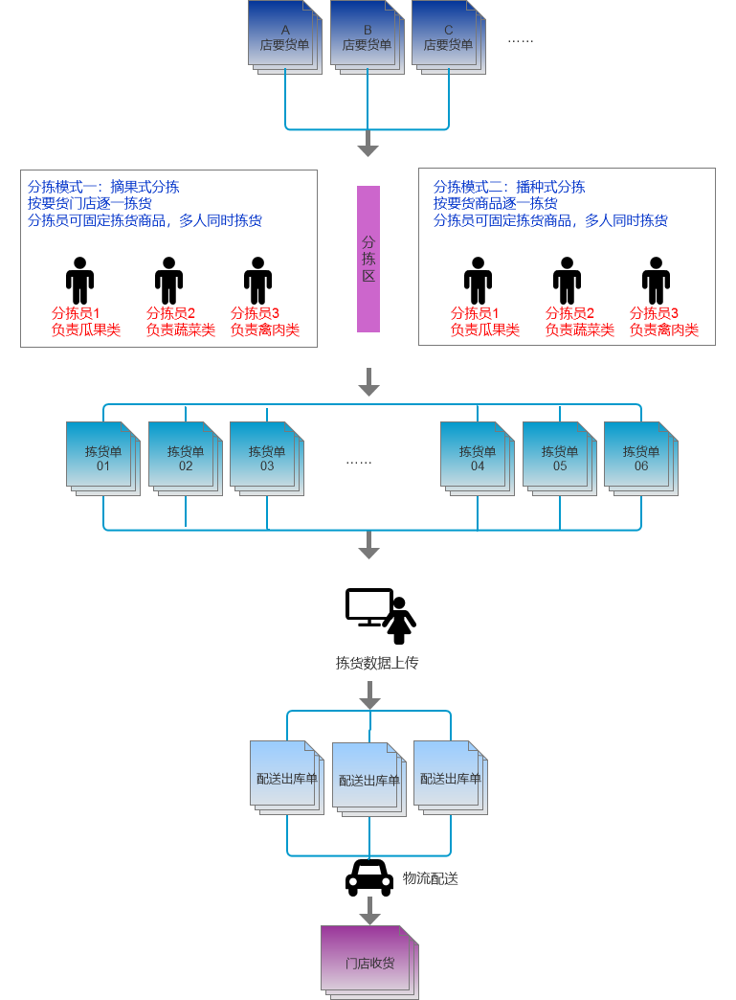 A
店要货单
B
店要货单
C
店要货单
……
分拣模式一：摘果式分拣
按要货门店逐一拣货
分拣员可固定拣货商品，多人同时拣货
分拣员1
负责瓜果类
分拣员2
负责蔬菜类
分拣员3
负责禽肉类
分
拣
区
分拣模式二：播种式分拣
按要货商品逐一拣货
分拣员可固定拣货商品，多人同时拣货
分拣员1
负责瓜果类
分拣员2
负责蔬菜类
分拣员3
负责禽肉类
拣货单
01
拣货单
02
拣货单
03
……
拣货单
04
拣货单
05
拣货单
06
拣货数据上传
配送出库单
配送出库单
配送出库单
物流配送
门店收货